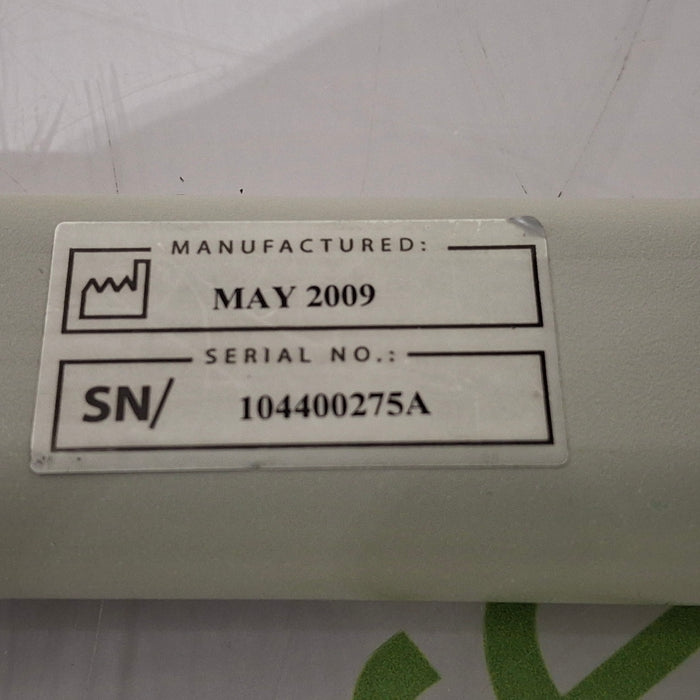 MANUFACTURED:
MAY 2009
SERIAL NO.:
SN/ 104400275A